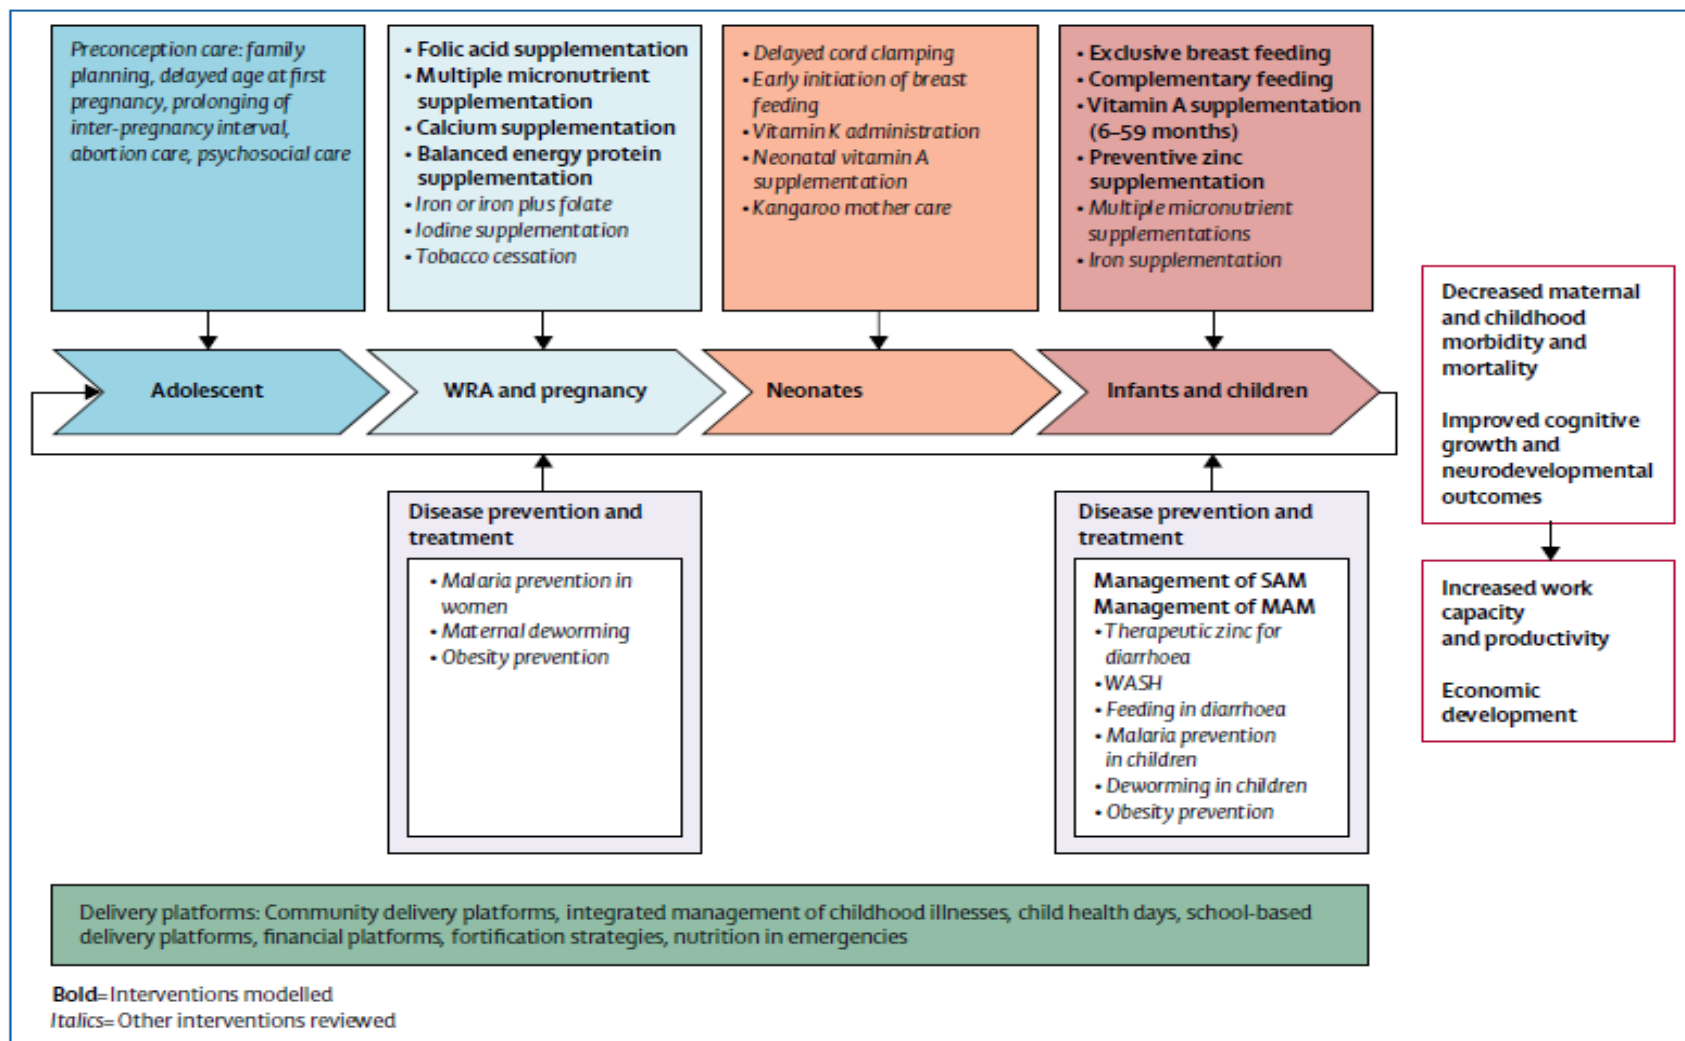 Preconception care: family
planning, delayed age at first
pregnancy, prolonging of
inter-pregnancy interval,
abortion care, psychosocial care
• Folic acid supplementation
• Multiple micronutrient
supplementation
• Calcium supplementation
• Balanced energy protein
supplementation
• Iron or iron plus folate
• Iodine supplementation
• Tobacco cessation
• Delayed cord clamping
• Early initiation of breast
feeding
• Vitamin K administration
• Neonatal vitamin A
supplementation
• Kangaroo mother care
• Exclusive breast feeding
• Complementary feeding
• Vitamin A supplementation
(6–59 months)
• Preventive zinc
supplementation
• Multiple micronutrient
supplementations
• Iron supplementation
Adolescent
WRA and pregnancy
Neonates
Infants and children
Disease prevention and
treatment
• Malaria prevention in
women
• Maternal deworming
• Obesity prevention
Disease prevention and
treatment
Management of SAM
Management of MAM
• Therapeutic zinc for
diarrhoea
• WASH
• Feeding in diarrhoea
• Malaria prevention
in children
• Deworming in children
• Obesity prevention
Decreased maternal
and childhood
morbidity and
mortality
Improved cognitive
growth and
neurodevelopmental
outcomes
Increased work
capacity
and productivity
Economic
development
Delivery platforms: Community delivery platforms, integrated management of childhood illnesses, child health days, school-based
delivery platforms, financial platforms, fortification strategies, nutrition in emergencies
Bold=Interventions modelled
Italics=Other interventions reviewed